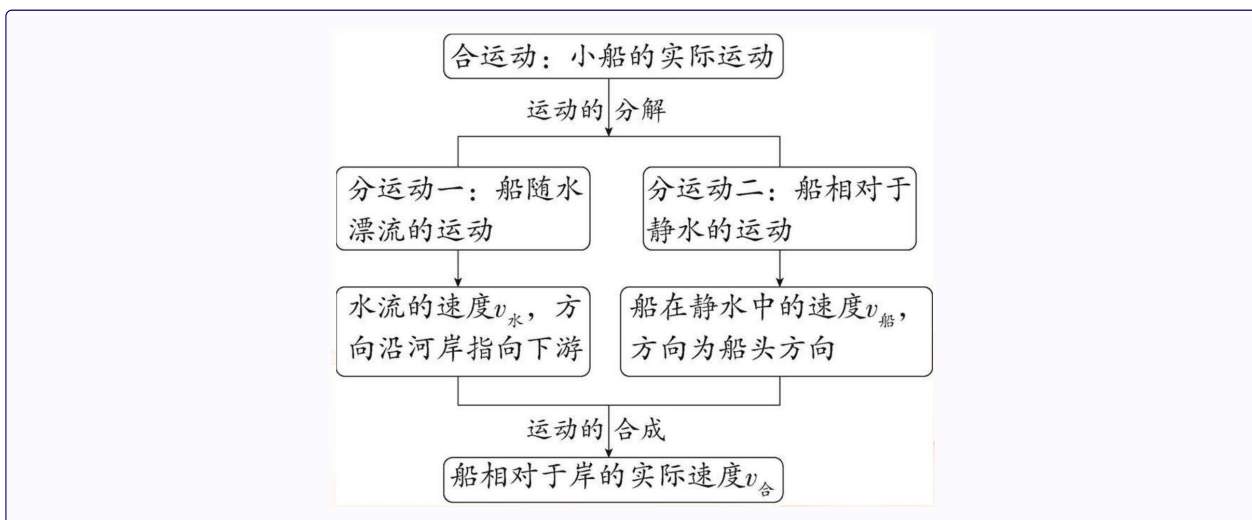 合运动：小船的实际运动
运动的分解
分运动一：船随水
漂流的运动
分运动二：船相对于
静水的运动
水流的速度v水，方
向沿河岸指向下游
船在静水中的速度v船，
方向为船头方向
运动的合成
船相对于岸的实际速度v合